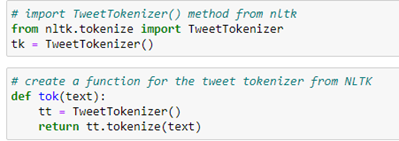 # import TweetTokenizer() method from nltk
from nltk.tokenize import TweetTokenizer
tk = TweetTokenizer()
# create a function for the tweet tokenizer from NLTK
def tok(text):
    tt = TweetTokenizer()
    return tt.tokenize(text)